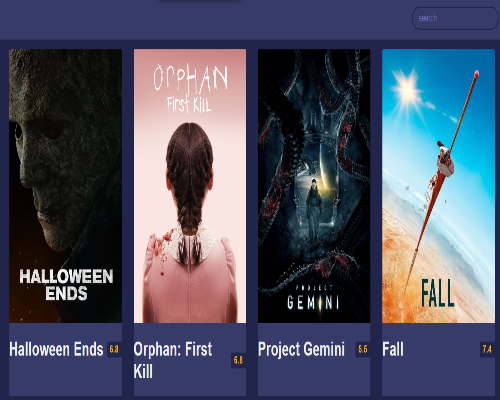 search
HALLOWEEN
ENDS
ORPHAN
FIRST KILL
PROJECT
GEMINI
FALL
Halloween Ends 6.8
Orphan: First
Kill 6.8
Project Gemini 5.5
Fall 7.4